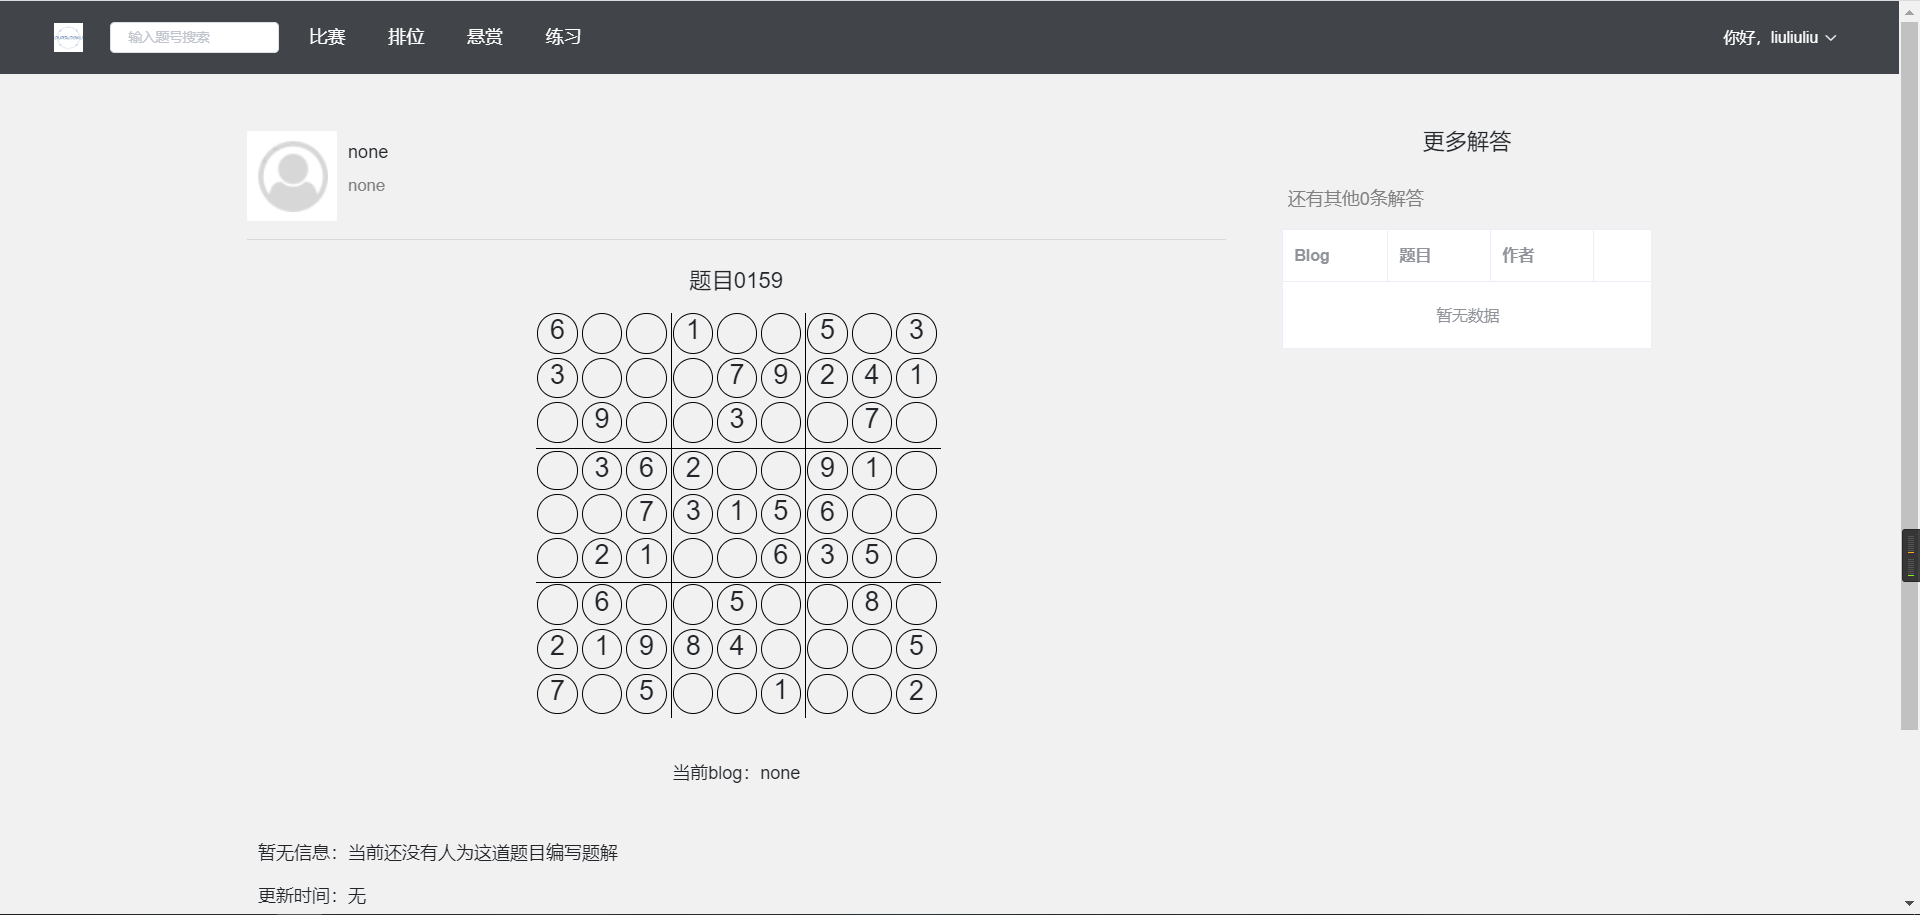 输入题号搜索 比赛 排位 悬赏 练习 你好，liuliuliu
none
none
题目0159
6 1 5 3
3 7 9 2 4 1
9 3 7
3 6 2 9 1
7 3 1 5 6
2 1 6 3 5
6 5 8
2 1 9 8 4 5
7 5 1 2
当前blog：none
暂无信息：当前还没有人为这道题目编写题解
更新时间：无
更多解答
还有其他0条解答
Blog 题目 作者
暂无数据